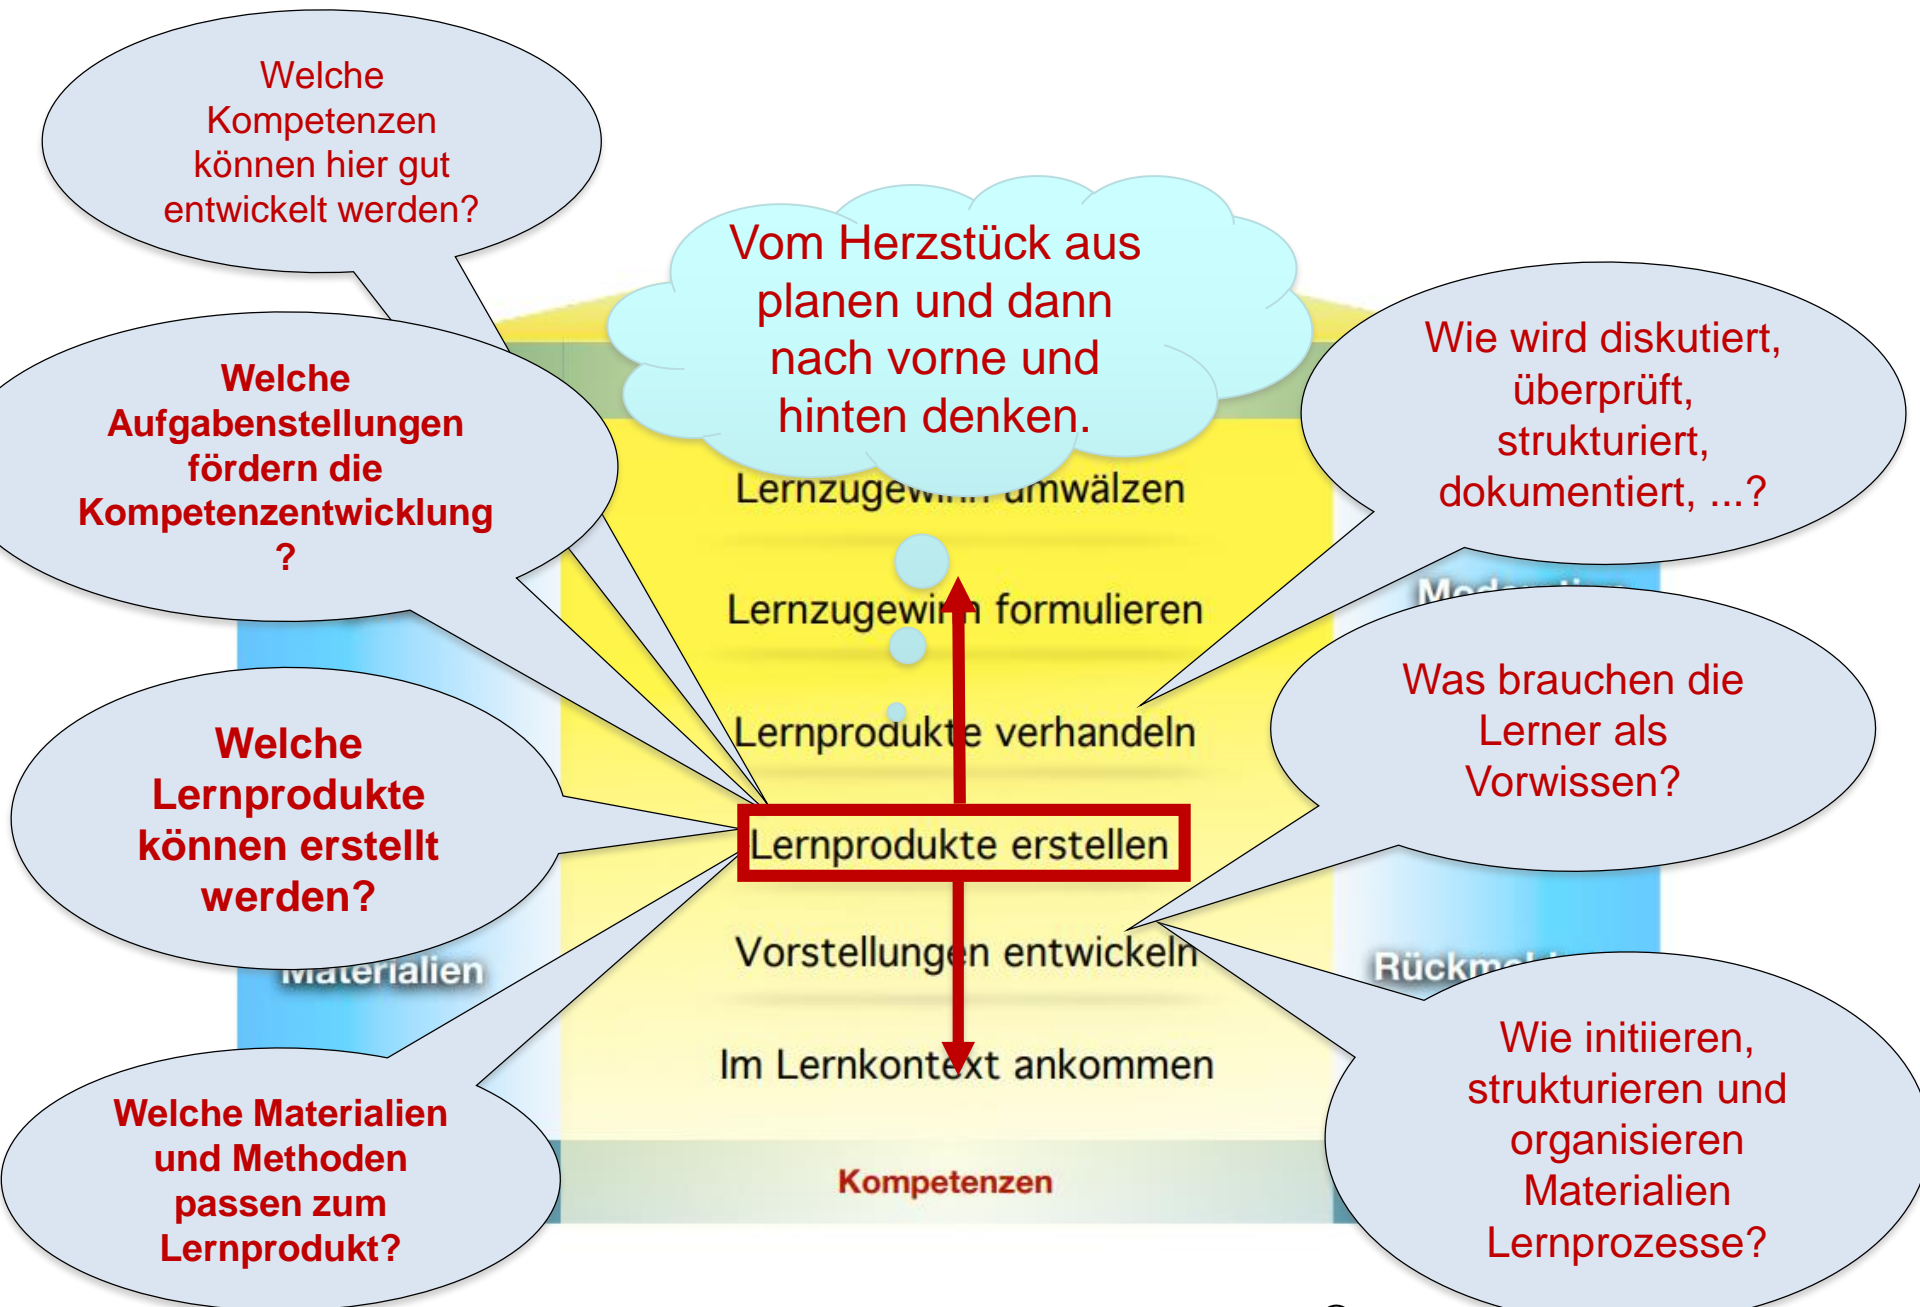 Welche
Kompetenzen
können hier gut
entwickelt werden?
Vom Herzstück aus
planen und dann
nach vorne und
hinten denken.
Welche
Aufgabenstellungen
fördern die
Kompetenzentwicklung
?
Wie wird diskutiert,
überprüft,
strukturiert,
dokumentiert, ...?
Lernzugewinn umwälzen
Lernzugewinn formulieren
Lernprodukte verhandeln
Lernprodukte erstellen
Vorstellungen entwickeln
Im Lernkontext ankommen
Kompetenzen
Welche
Lernprodukte
können erstellt
werden?
Materialien
Welche Materialien
und Methoden
passen zum
Lernprodukt?
Was brauchen die
Lerner als
Vorwissen?
Wie initiieren,
strukturieren und
organisieren
Materialien
Lernprozesse?